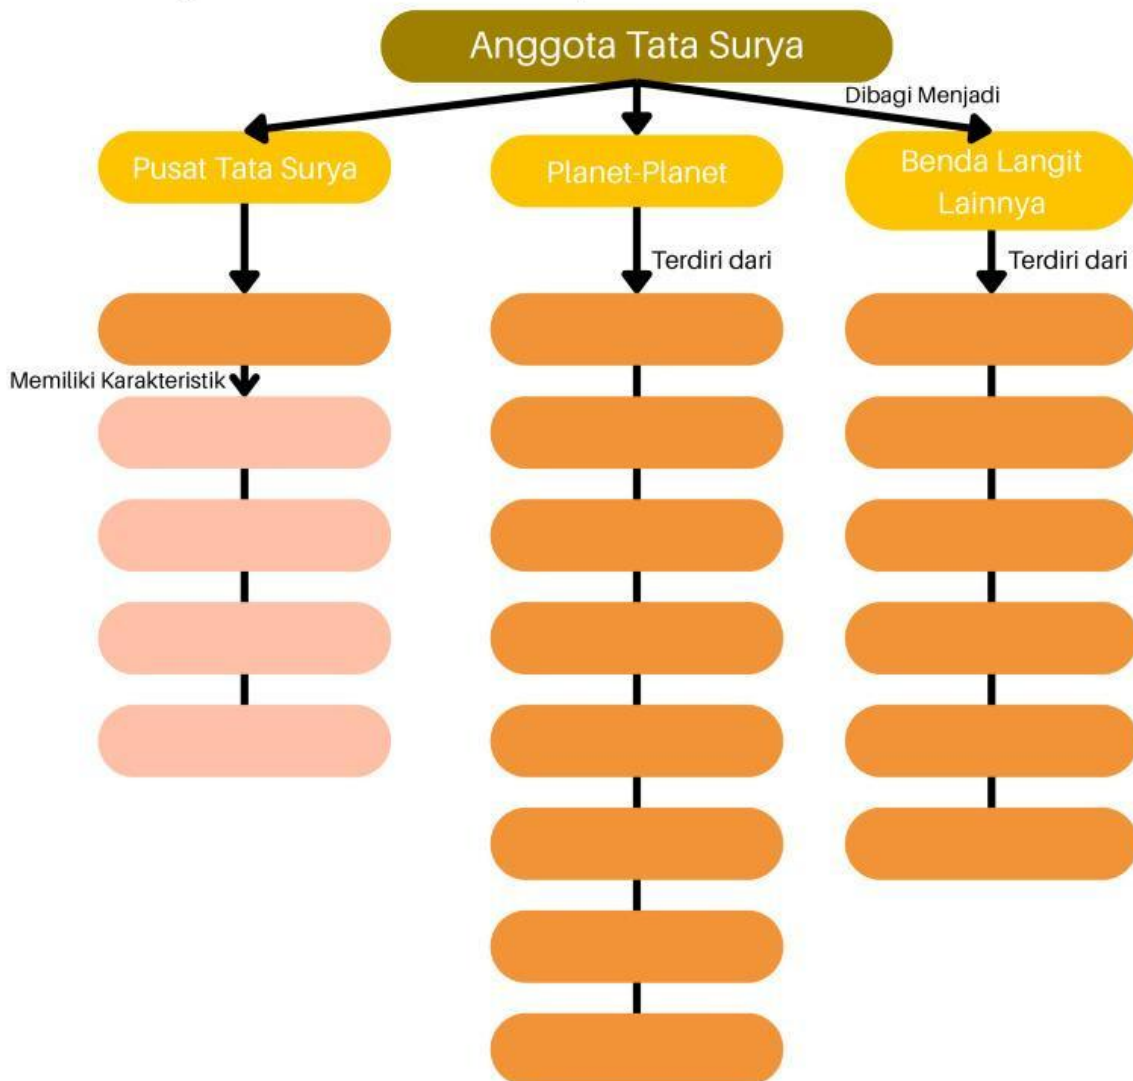 Anggota Tata Surya
Dibagi Menjadi
Pusat Tata Surya
Planet-Planet
Benda Langit
Lainnya
Terdiri dari
Terdiri dari
Memiliki Karakteristik